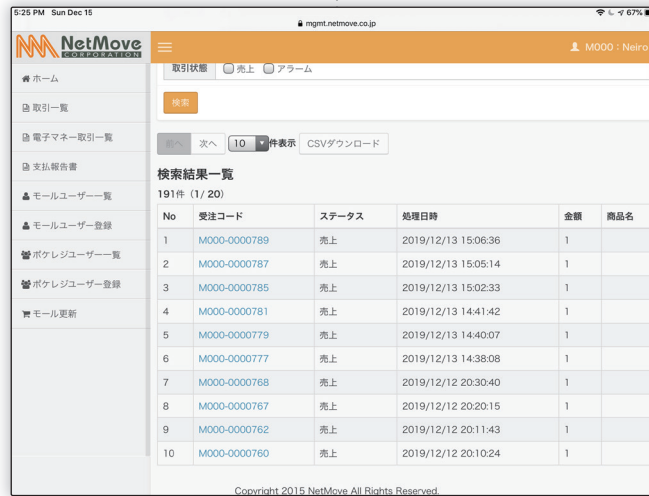 5:25 PM Sun Dec 15
67%
mgmt.netmove.co.jp
NetMove
CORPORATION
M000：Neiro
ホーム
取引一覧
電子マネー取引一覧
支払報告書
モールユーザー一覧
モールユーザー登録
ポケレジユーザー一覧
ポケレジユーザー登録
モール更新
取引状態 売上 アラーム
検索
前へ 次へ 10 件表示 CSVダウンロード
検索結果一覧
191件（1/ 20）
No 受注コード ステータス 処理日時 金額 商品名
1 M000-0000789 売上 2019/12/13 15:06:36 1
2 M000-0000787 売上 2019/12/13 15:05:14 1
3 M000-0000785 売上 2019/12/13 15:02:33 1
4 M000-0000781 売上 2019/12/13 14:41:42 1
5 M000-0000779 売上 2019/12/13 14:40:07 1
6 M000-0000777 売上 2019/12/13 14:38:08 1
7 M000-0000768 売上 2019/12/12 20:30:40 1
8 M000-0000767 売上 2019/12/12 20:20:15 1
9 M000-0000762 売上 2019/12/12 20:11:43 1
10 M000-0000760 売上 2019/12/12 20:10:24 1
Copyright 2015 NetMove All Rights Reserved.